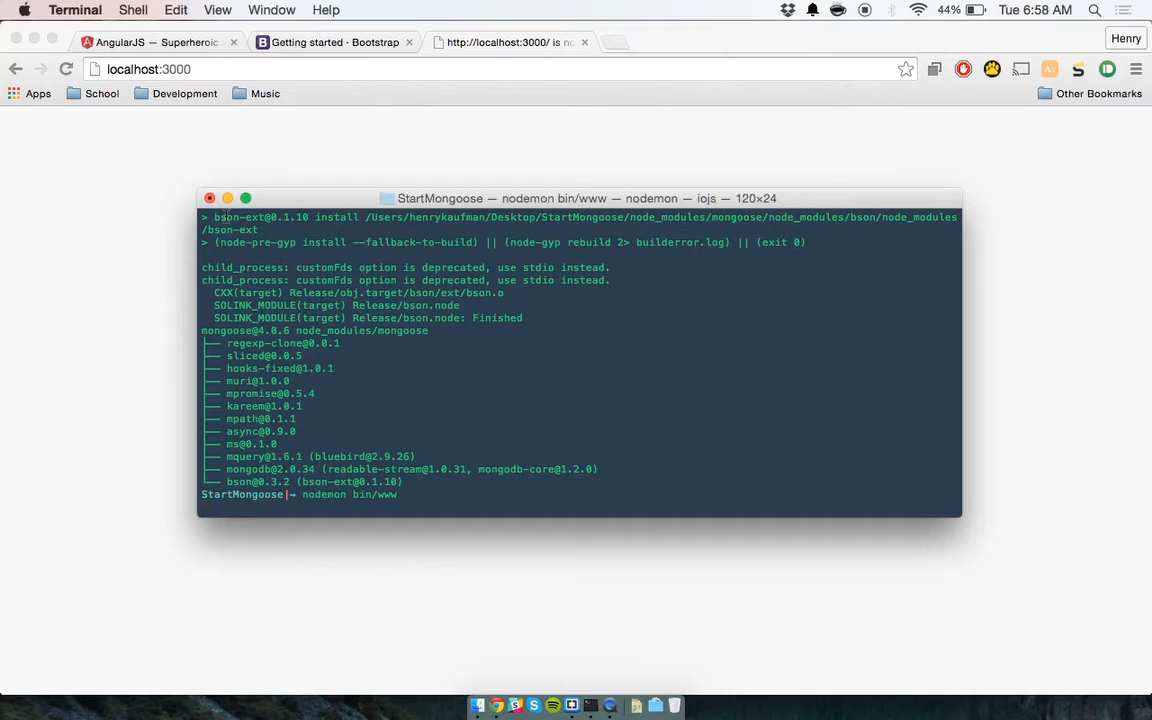 Terminal Shell Edit View Window Help 44% Tue 6:58 AM
AngularJS — Superheroic Getting started · Bootstrap http://localhost:3000/ is no Henry
localhost:3000
Apps School Development Music Other Bookmarks
StartMongoose — nodemon bin/www — nodemon — iojs — 120×24
> bson-ext@0.1.10 install /Users/henrykaufman/Desktop/StartMongoose/node_modules/mongoose/node_modules/bson/node_modules
/bson-ext
> (node-pre-gyp install --fallback-to-build) || (node-gyp rebuild 2> builderror.log) || (exit 0)
child_process: customFds option is deprecated, use stdio instead.
child_process: customFds option is deprecated, use stdio instead.
CXX(target) Release/obj.target/bson/ext/bson.o
SOLINK_MODULE(target) Release/bson.node
SOLINK_MODULE(target) Release/bson.node: Finished
mongoose@4.0.6 node_modules/mongoose
├── regexp-clone@0.0.1
├── sliced@0.0.5
├── hooks-fixed@1.0.1
├── muri@1.0.0
├── mpromise@0.5.4
├── kareem@1.0.1
├── mpath@0.1.1
├── async@0.9.0
├── ms@0.1.0
├── mquery@1.6.1 (bluebird@2.9.26)
├── mongodb@2.0.34 (readable-stream@1.0.31, mongodb-core@1.2.0)
└── bson@0.3.2 (bson-ext@0.1.10)
StartMongoose|→ nodemon bin/www